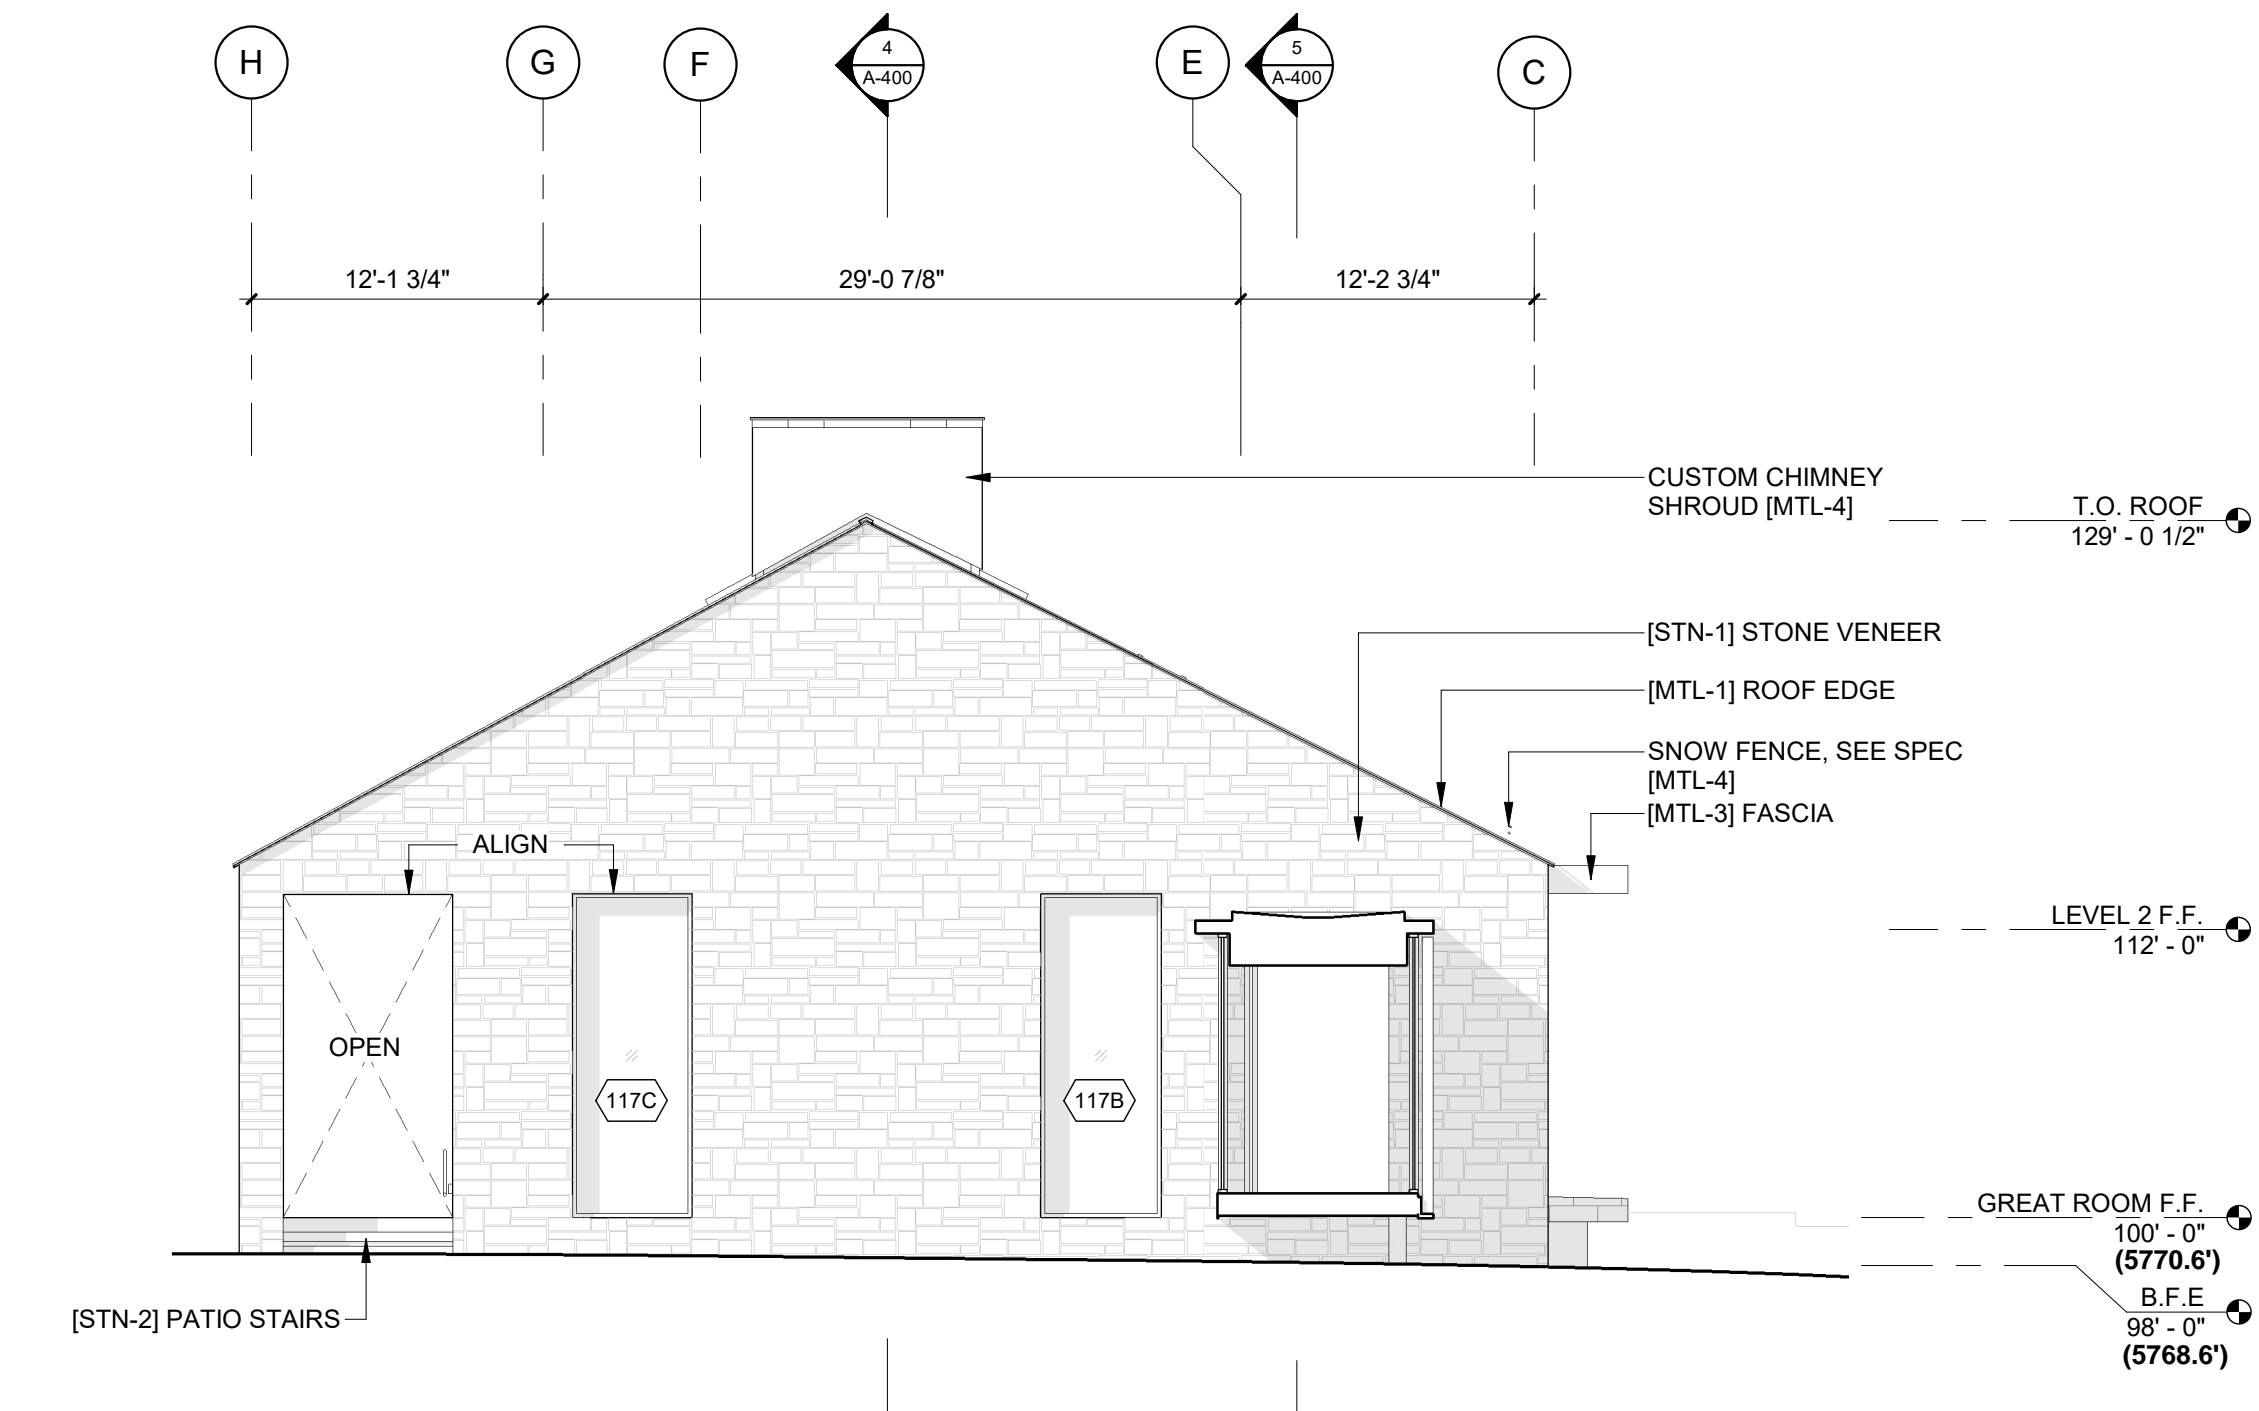 H
G
F
4
A-400
E
5
A-400
C
12'-1 3/4"
29'-0 7/8"
12'-2 3/4"
CUSTOM CHIMNEY
SHROUD [MTL-4]
T.O. ROOF
129' - 0 1/2"
[STN-1] STONE VENEER
[MTL-1] ROOF EDGE
SNOW FENCE, SEE SPEC
[MTL-4]
[MTL-3] FASCIA
ALIGN
LEVEL 2 F.F.
112' - 0"
OPEN
117C
117B
GREAT ROOM F.F.
100' - 0"
(5770.6')
B.F.E
98' - 0"
(5768.6')
[STN-2] PATIO STAIRS